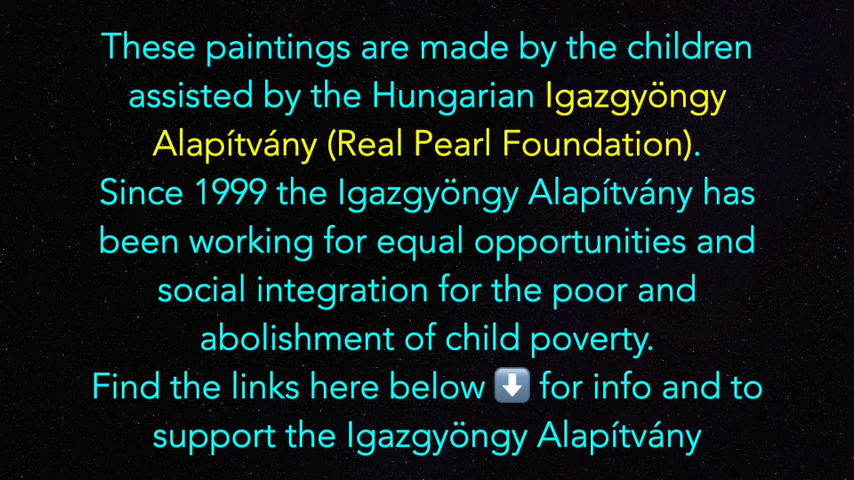 These paintings are made by the children
assisted by the Hungarian Igazgyöngy
Alapítvány (Real Pearl Foundation).
Since 1999 the Igazgyöngy Alapítvány has
been working for equal opportunities and
social integration for the poor and
abolishment of child poverty.
Find the links here below ⬇️ for info and to
support the Igazgyöngy Alapítvány